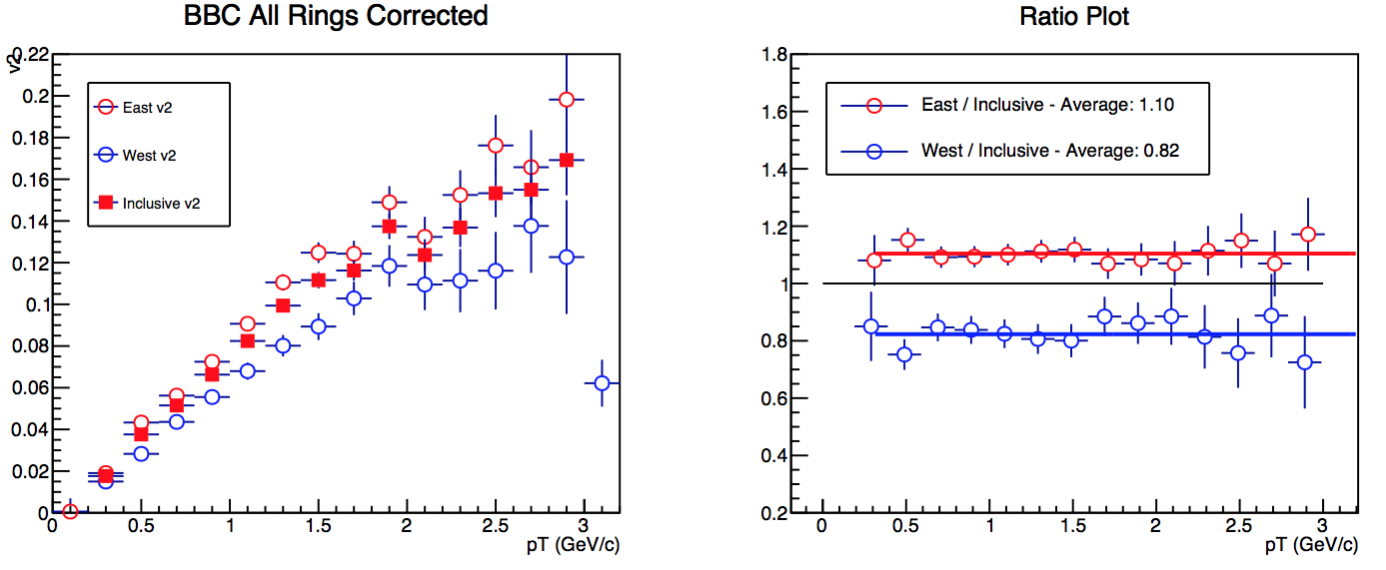 BBC All Rings Corrected
v2
0.22
0.2
0.18
0.16
0.14
0.12
0.1
0.08
0.06
0.04
0.02
0
East v2
West v2
Inclusive v2
0 0.5 1 1.5 2 2.5 3
pT (GeV/c)
Ratio Plot
1.8
1.6
1.4
1.2
1
0.8
0.6
0.4
0.2
East / Inclusive - Average: 1.10
West / Inclusive - Average: 0.82
0 0.5 1 1.5 2 2.5 3
pT (GeV/c)